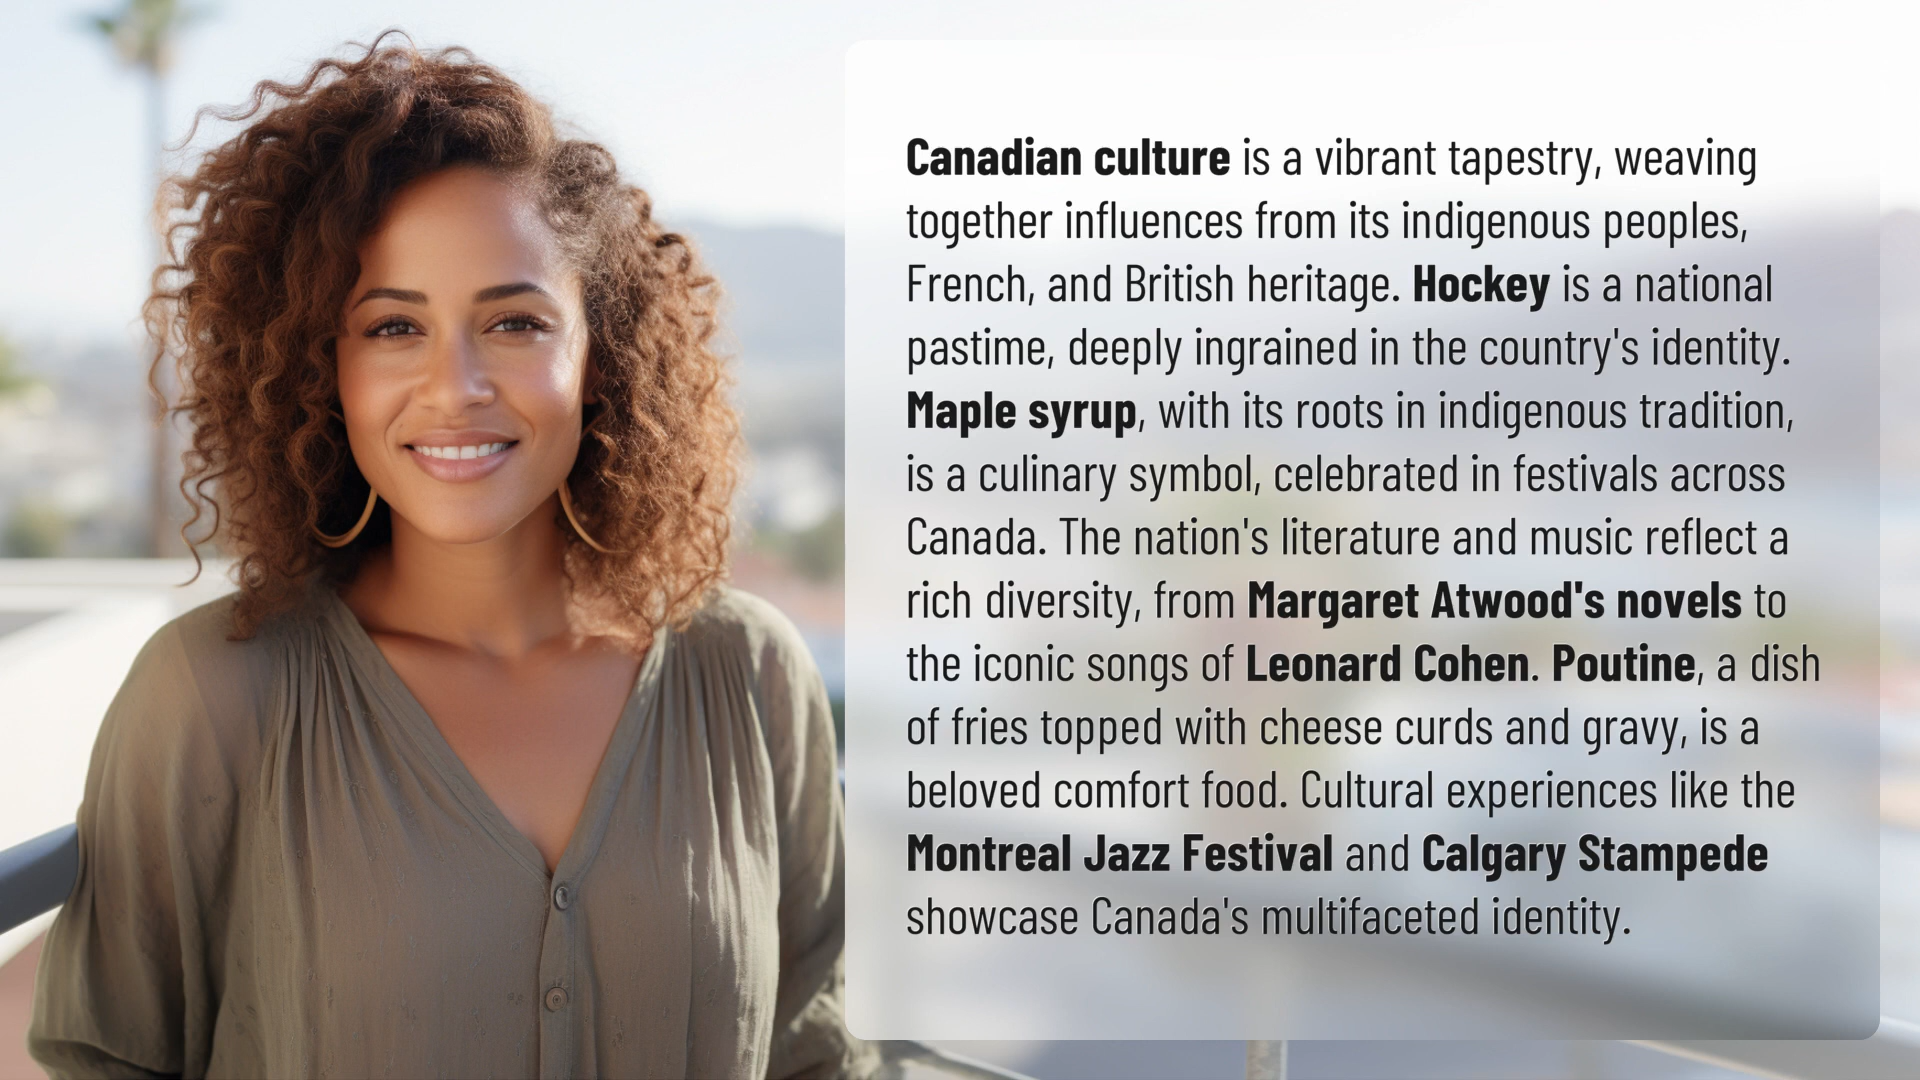 Canadian culture is a vibrant tapestry, weaving
together influences from its indigenous peoples,
French, and British heritage. Hockey is a national
pastime, deeply ingrained in the country's identity.
Maple syrup, with its roots in indigenous tradition,
is a culinary symbol, celebrated in festivals across
Canada. The nation's literature and music reflect a
rich diversity, from Margaret Atwood's novels to
the iconic songs of Leonard Cohen. Poutine, a dish
of fries topped with cheese curds and gravy, is a
beloved comfort food. Cultural experiences like the
Montreal Jazz Festival and Calgary Stampede
showcase Canada's multifaceted identity.